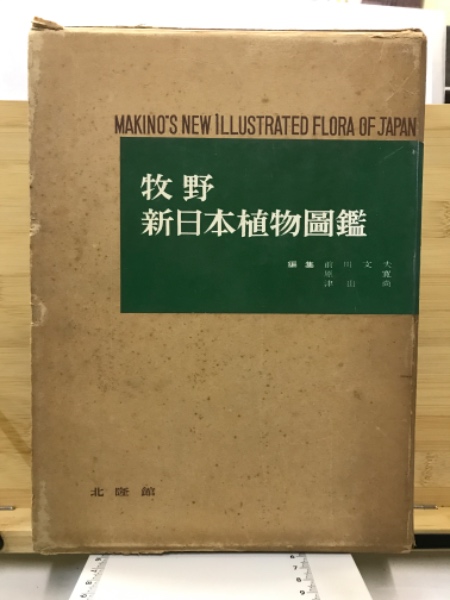 MAKINO'S NEW ILLUSTRATED FLORA OF JAPAN
牧野
新日本植物圖鑑
編集 前川文夫
原 寛
津山 尚
北隆館